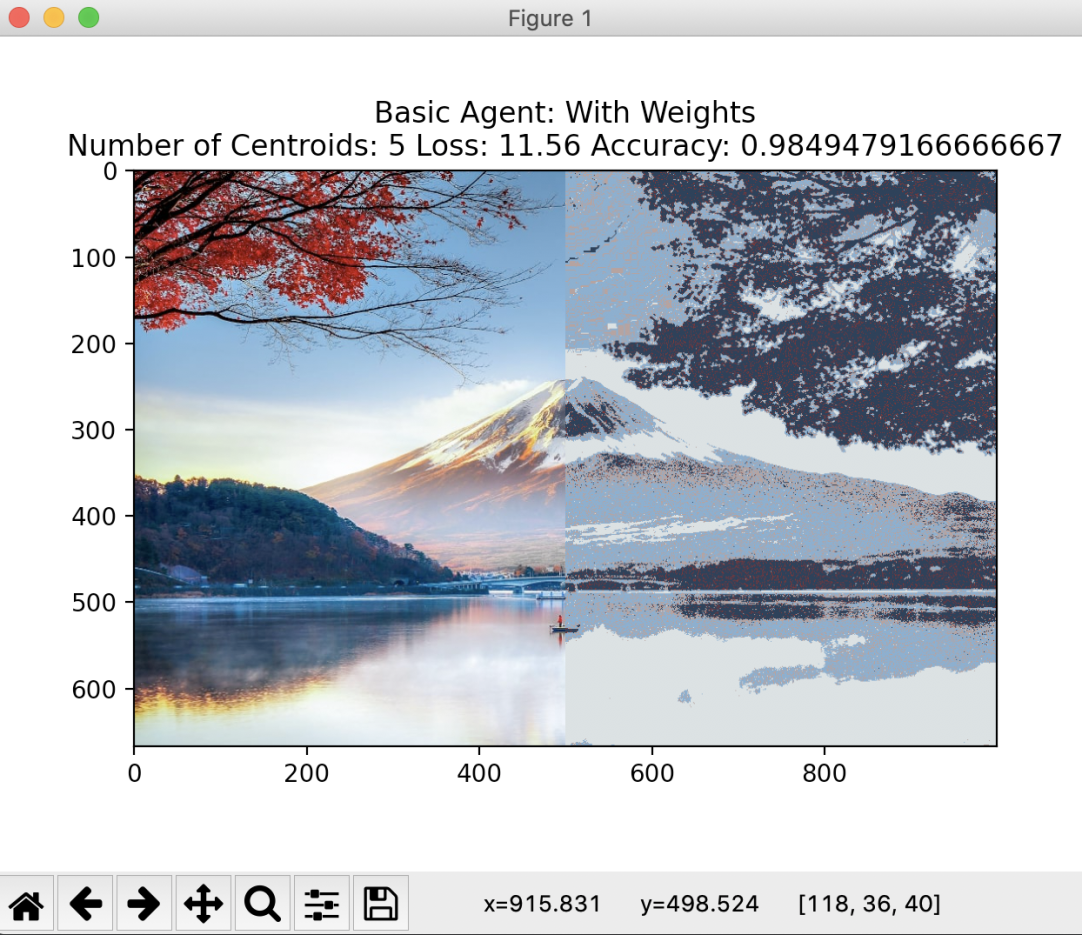 Figure 1
Basic Agent: With Weights
Number of Centroids: 5 Loss: 11.56 Accuracy: 0.9849479166666667
0
100
200
300
400
500
600
0 200 400 600 800
x=915.831 y=498.524 [118, 36, 40]